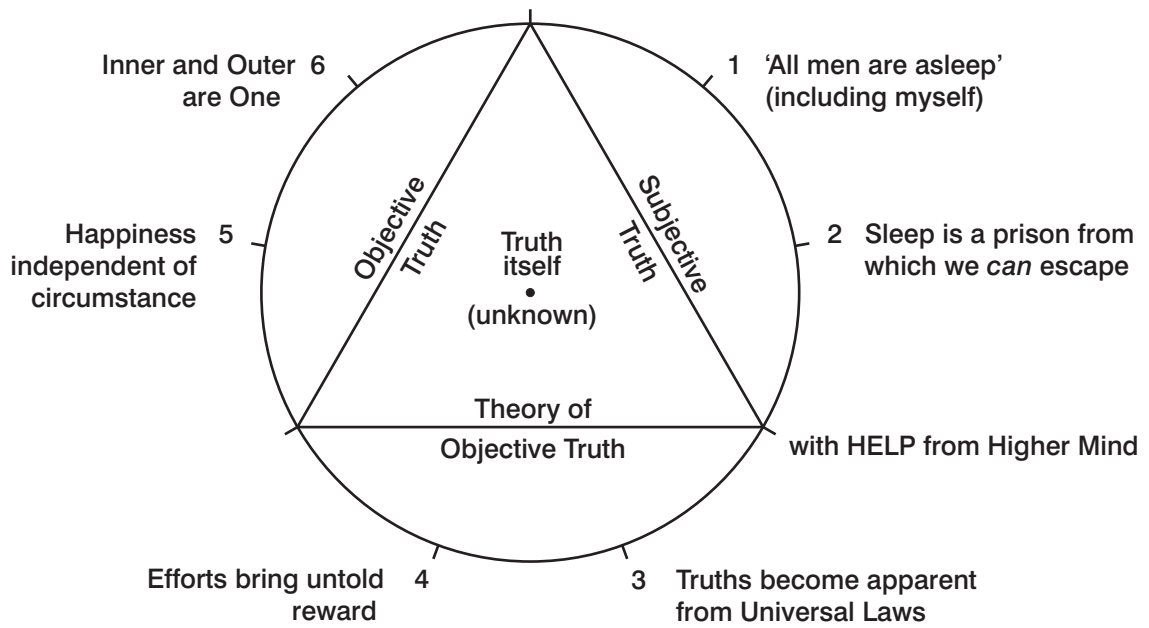 Inner and Outer 6
are One
1 ‘All men are asleep’
(including myself)
Objective
Truth
Subjective
Truth
Happiness 5
independent of
circumstance
Truth
itself
(unknown)
2 Sleep is a prison from
which we can escape
Theory of
Objective Truth
with HELP from Higher Mind
Efforts bring untold 4
reward
3 Truths become apparent
from Universal Laws